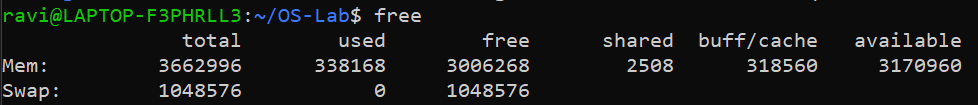 ravi@LAPTOP-F3PHRLL3:~/OS-Lab$ free
total used free shared buff/cache available
Mem: 3662996 338168 3006268 2508 318560 3170960
Swap: 1048576 0 1048576